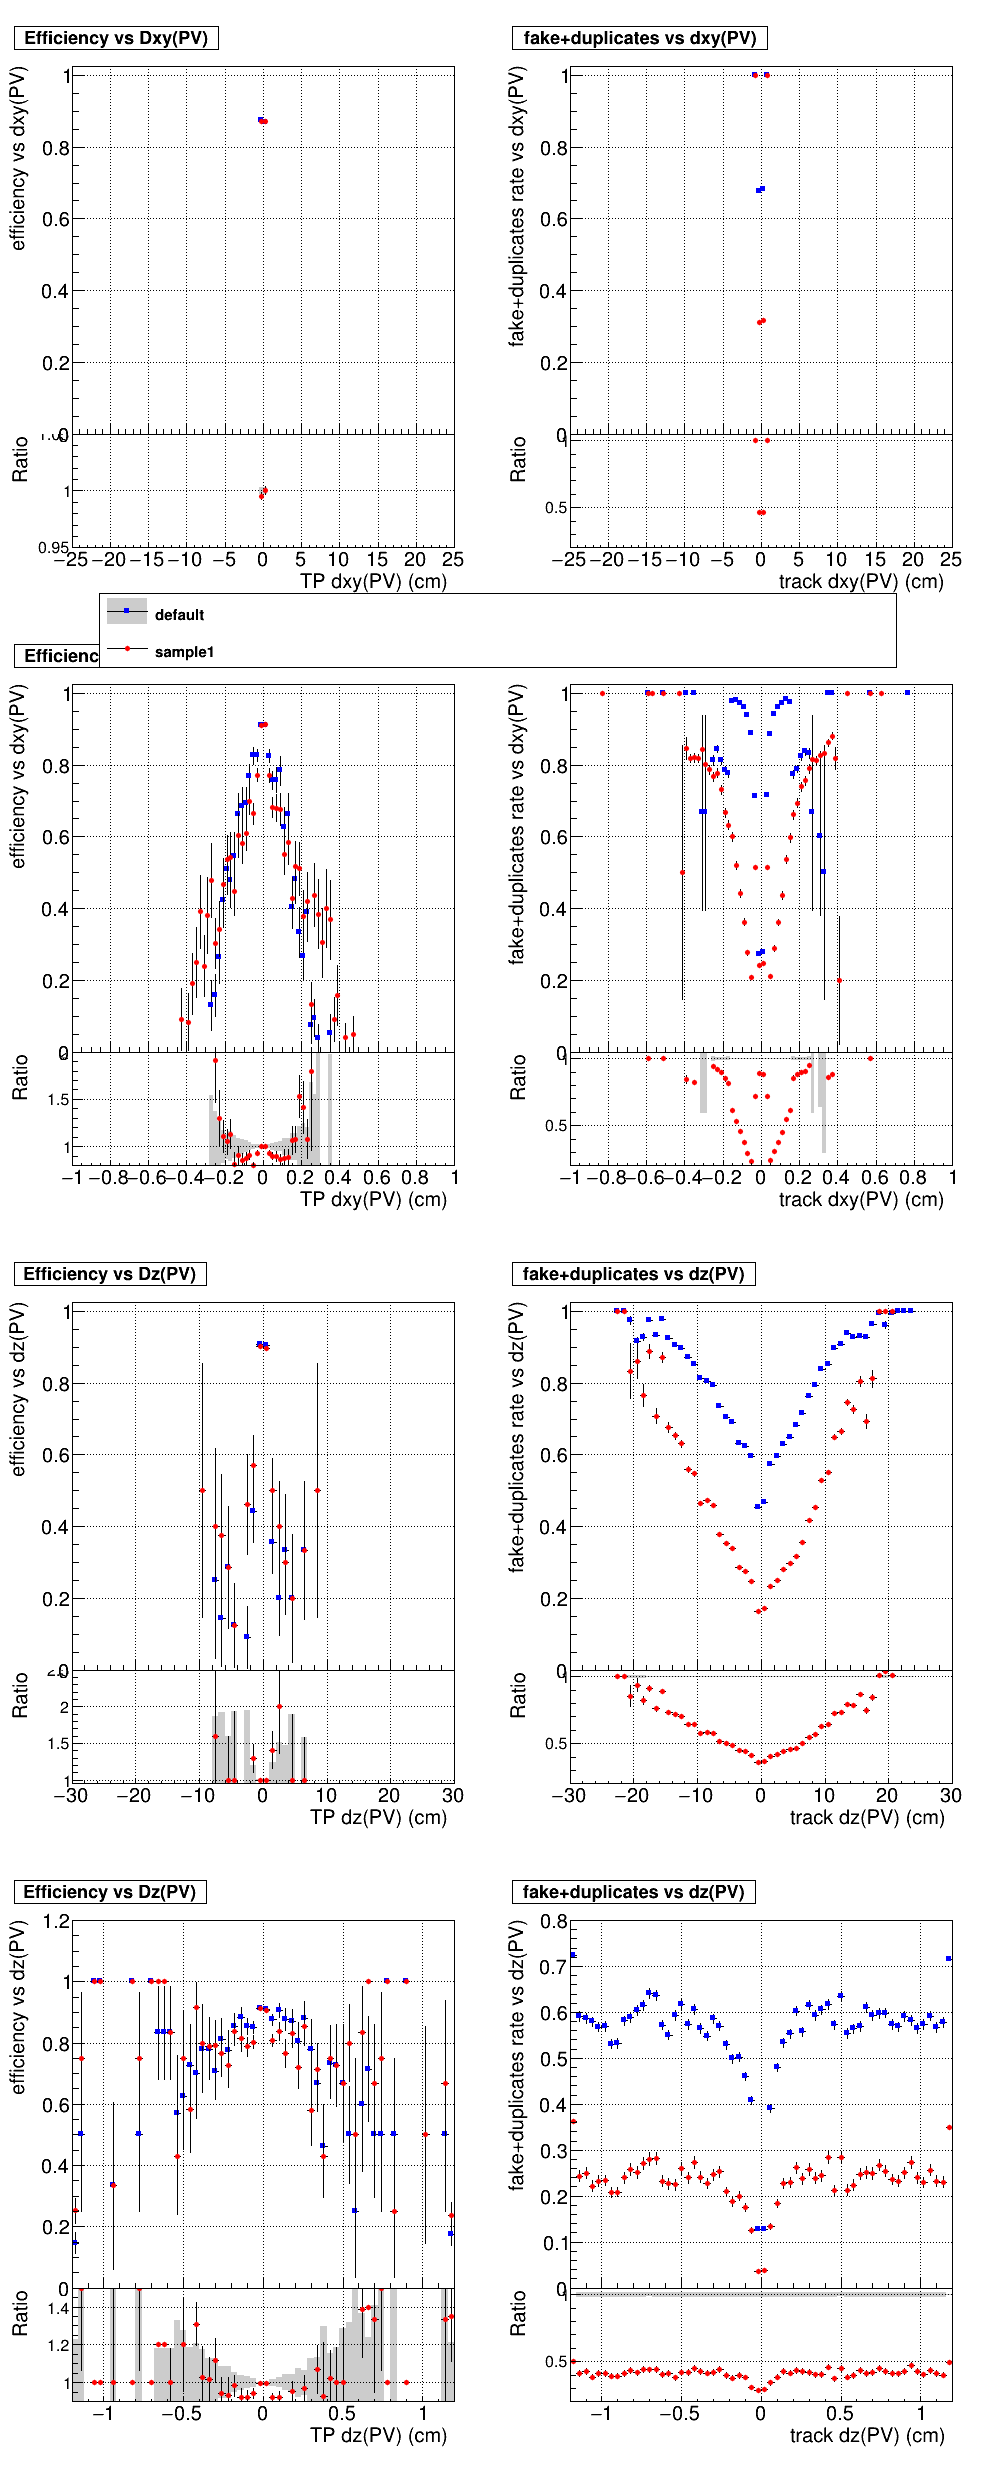 Efficiency vs Dxy(PV)
efficiency vs dxy(PV)
1
0.8
0.6
0.4
0.2
0
Ratio
1
0.95
−25 −20 −15 −10 −5 0 5 10 15 20 25
TP dxy(PV) (cm)
fake+duplicates vs dxy(PV)
fake+duplicates rate vs dxy(PV)
1
0.8
0.6
0.4
0.2
0
Ratio
1
0.5
−25 −20 −15 −10 −5 0 5 10 15 20 25
track dxy(PV) (cm)
default
sample1
Efficienc
efficiency vs dxy(PV)
1
0.8
0.6
0.4
0.2
0
Ratio
2
1.5
1
−1 −0.8 −0.6 −0.4 −0.2 0 0.2 0.4 0.6 0.8 1
TP dxy(PV) (cm)
fake+duplicates rate vs dxy(PV)
1
0.8
0.6
0.4
0.2
0
Ratio
1
0.5
−1 −0.8 −0.6 −0.4 −0.2 0 0.2 0.4 0.6 0.8 1
track dxy(PV) (cm)
Efficiency vs Dz(PV)
efficiency vs dz(PV)
1
0.8
0.6
0.4
0.2
0
Ratio
2
1.5
1
−30 −20 −10 0 10 20 30
TP dz(PV) (cm)
fake+duplicates vs dz(PV)
fake+duplicates rate vs dz(PV)
1
0.8
0.6
0.4
0.2
0
Ratio
1
0.5
−30 −20 −10 0 10 20 30
track dz(PV) (cm)
Efficiency vs Dz(PV)
efficiency vs dz(PV)
1.2
1
0.8
0.6
0.4
0.2
0
Ratio
1.4
1.2
1
−1 −0.5 0 0.5 1
TP dz(PV) (cm)
fake+duplicates vs dz(PV)
fake+duplicates rate vs dz(PV)
0.8
0.7
0.6
0.5
0.4
0.3
0.2
0.1
0
Ratio
1
0.5
−1 −0.5 0 0.5 1
track dz(PV) (cm)